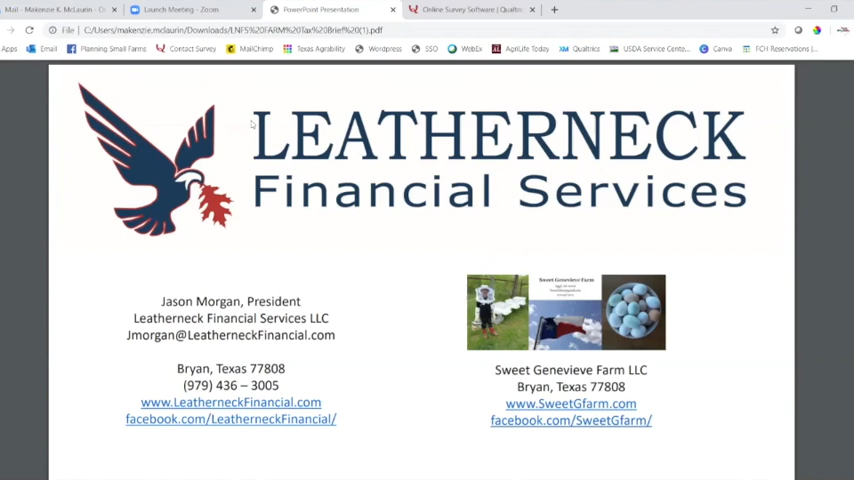 Mail - Makenzie K. McLaurin - O
Launch Meeting - Zoom
PowerPoint Presentation
Online Survey Software | Qualtri
File
C:/Users/makenzie.mclaurin/Downloads/LNFS%20FARM%20Tax%20Brief%20(1).pdf
Apps
Email
Planning Small Farms
Contact Survey
MailChimp
Texas Agrability
Wordpress
SSO
WebEx
AgriLife Today
Qualtrics
USDA Service Cente...
Canva
FCH Reservations |...
LEATHERNECK
Financial Services
Jason Morgan, President
Leatherneck Financial Services LLC
Jmorgan@LeatherneckFinancial.com
Bryan, Texas 77808
(979) 436 – 3005
www.LeatherneckFinancial.com
facebook.com/LeatherneckFinancial/
Sweet Genevieve Farm
Sweet Genevieve Farm LLC
Bryan, Texas 77808
www.SweetGfarm.com
facebook.com/SweetGfarm/